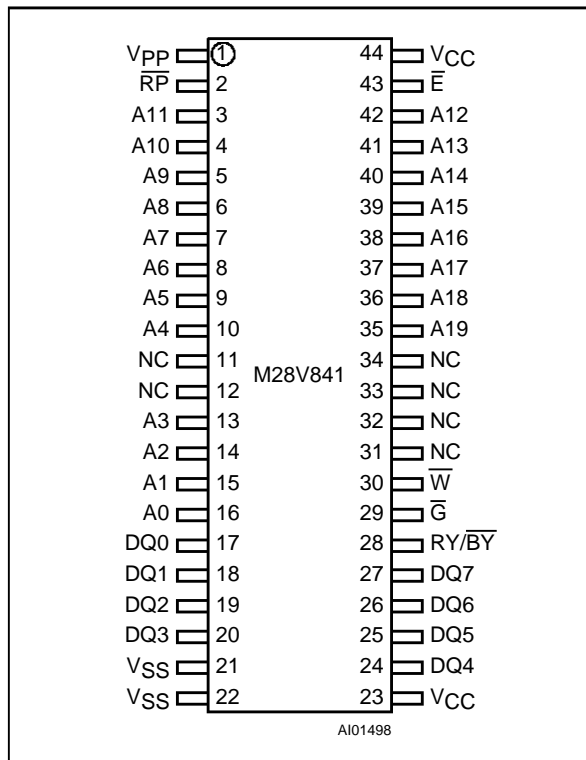 VPP 1 44 VCC
R̅P̅ 2 43 E̅
A11 3 42 A12
A10 4 41 A13
A9 5 40 A14
A8 6 39 A15
A7 7 38 A16
A6 8 37 A17
A5 9 36 A18
A4 10 35 A19
NC 11 34 NC
M28V841
NC 12 33 NC
A3 13 32 NC
A2 14 31 NC
A1 15 30 W̅
A0 16 29 G̅
DQ0 17 28 RY/B̅Y̅
DQ1 18 27 DQ7
DQ2 19 26 DQ6
DQ3 20 25 DQ5
VSS 21 24 DQ4
VSS 22 23 VCC
AI01498